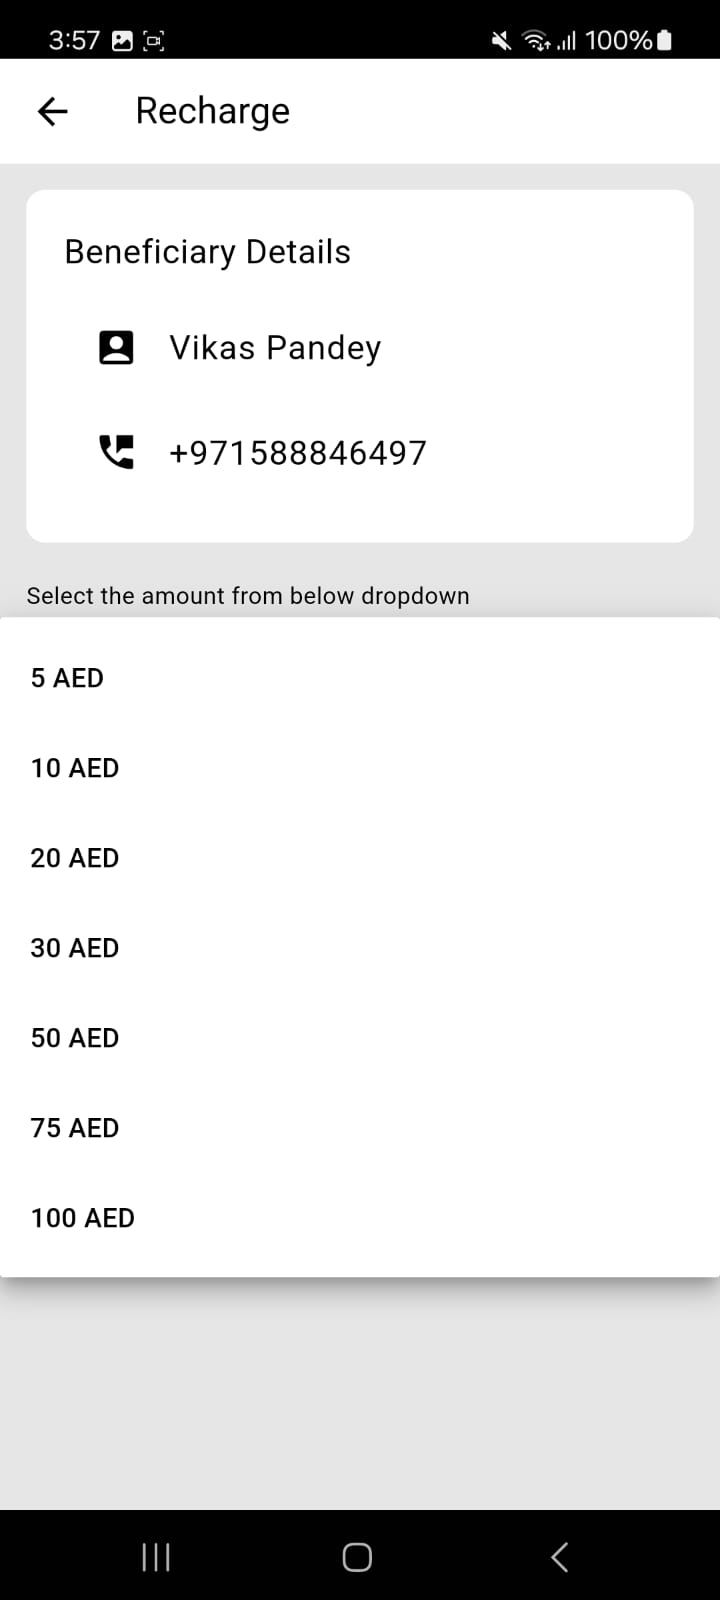 3:57 100%
Recharge
Beneficiary Details
Vikas Pandey
+971588846497
Select the amount from below dropdown
5 AED
10 AED
20 AED
30 AED
50 AED
75 AED
100 AED